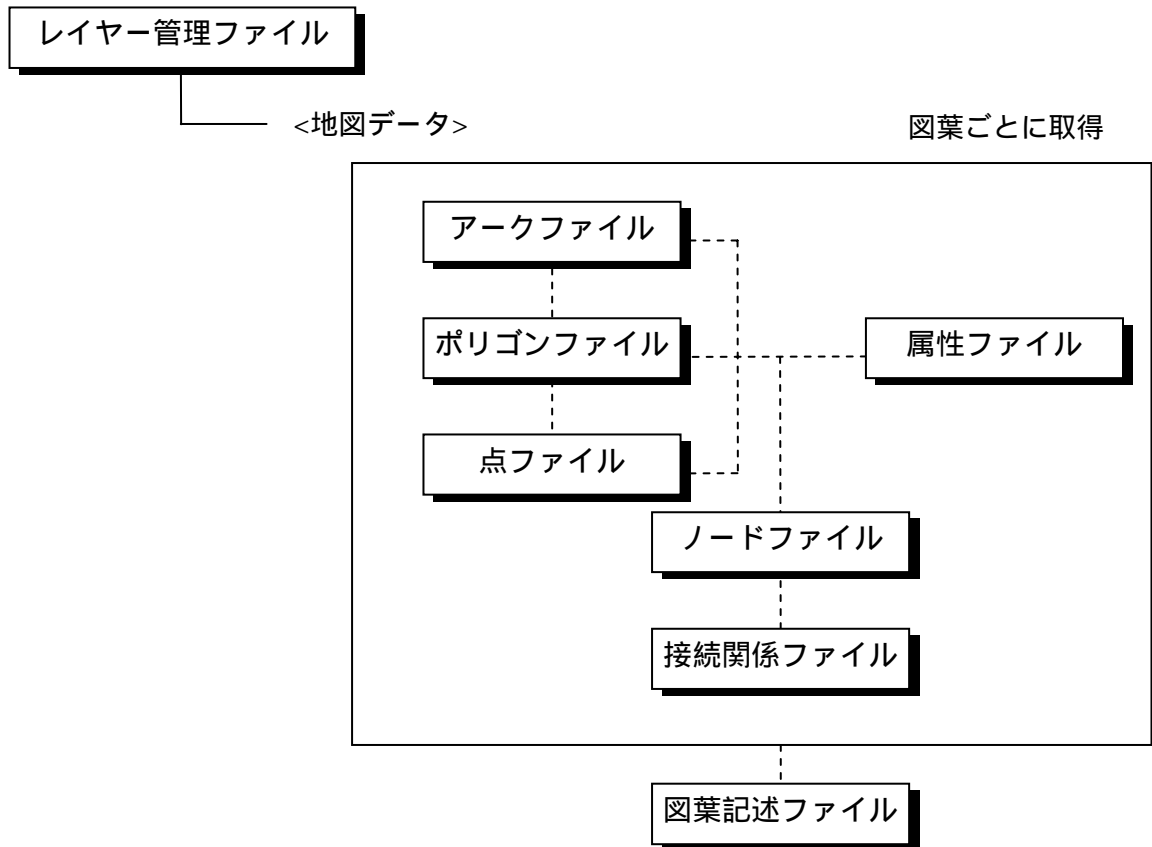 レイヤー管理ファイル
<地図データ>
図葉ごとに取得
アークファイル
ポリゴンファイル
属性ファイル
点ファイル
ノードファイル
接続関係ファイル
図葉記述ファイル